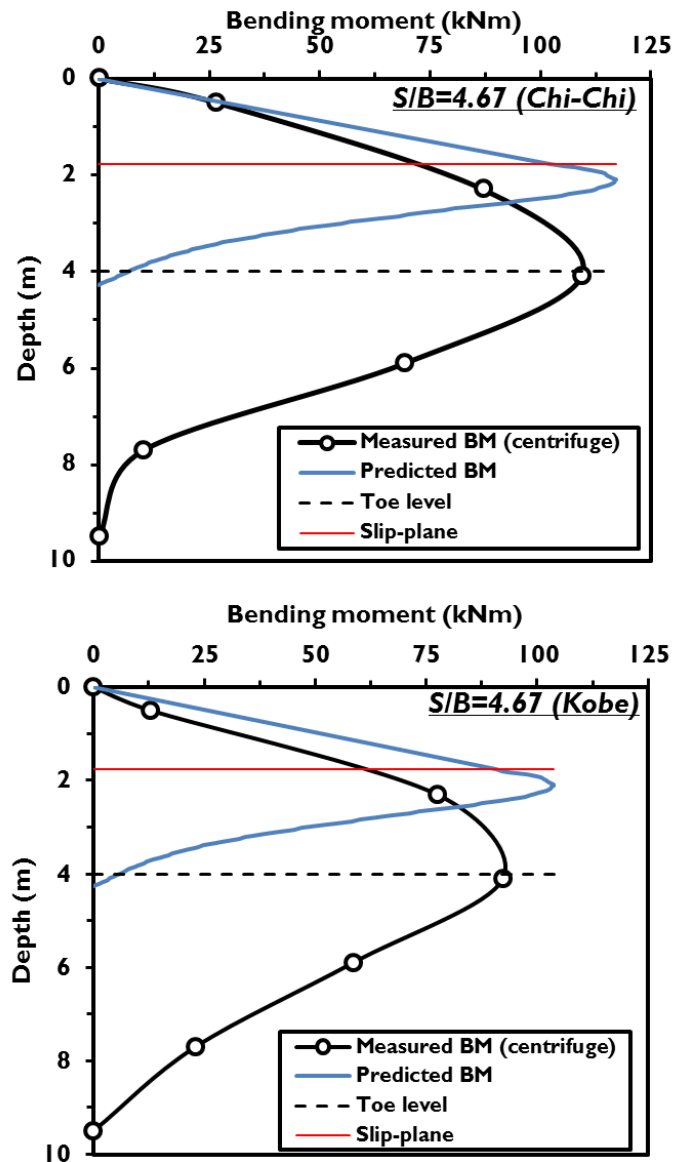 Bending moment (kNm)
0 25 50 75 100 125
0
S/B=4.67 (Chi-Chi)
2
4
Depth (m)
6
8
10
Measured BM (centrifuge)
Predicted BM
Toe level
Slip-plane
Bending moment (kNm)
0 25 50 75 100 125
0
S/B=4.67 (Kobe)
2
4
Depth (m)
6
8
10
Measured BM (centrifuge)
Predicted BM
Toe level
Slip-plane